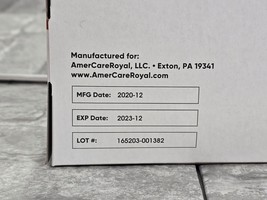 Manufactured for:
AmerCareRoyal, LLC. • Exton, PA 19341
www.AmerCareRoyal.com
MFG Date: 2020-12
EXP Date: 2023-12
LOT #: 165203-001382